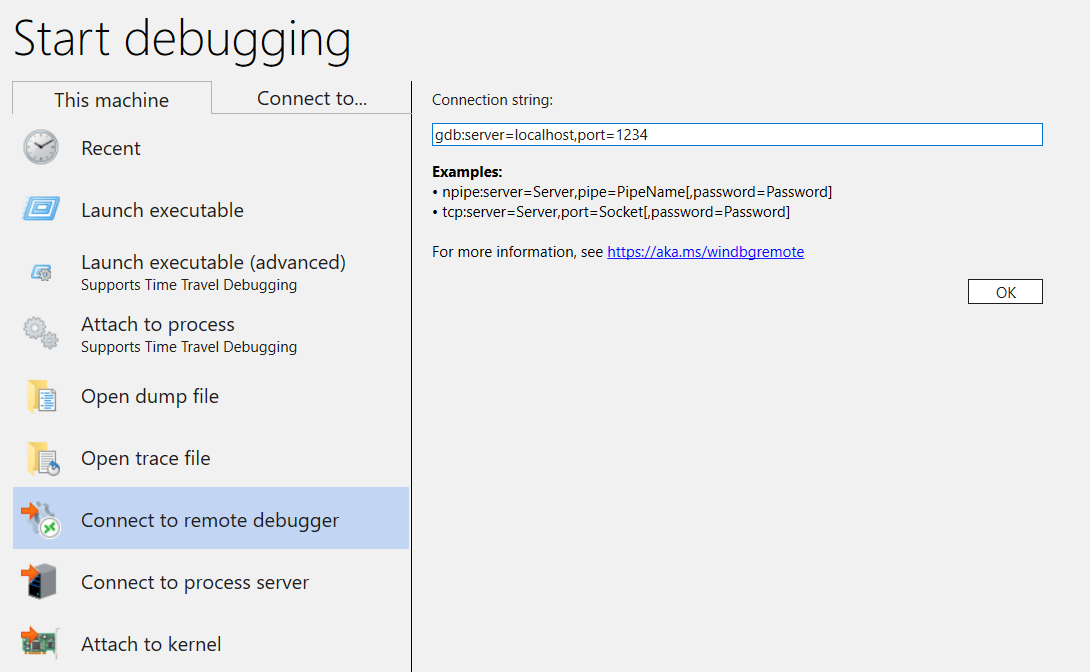 Start debugging
This machine
Connect to...
Recent
Launch executable
Launch executable (advanced)
Supports Time Travel Debugging
Attach to process
Supports Time Travel Debugging
Open dump file
Open trace file
Connect to remote debugger
Connect to process server
Attach to kernel
Connection string:
gdb:server=localhost,port=1234
Examples:
• npipe:server=Server,pipe=PipeName[,password=Password]
• tcp:server=Server,port=Socket[,password=Password]
For more information, see https://aka.ms/windbgremote
OK